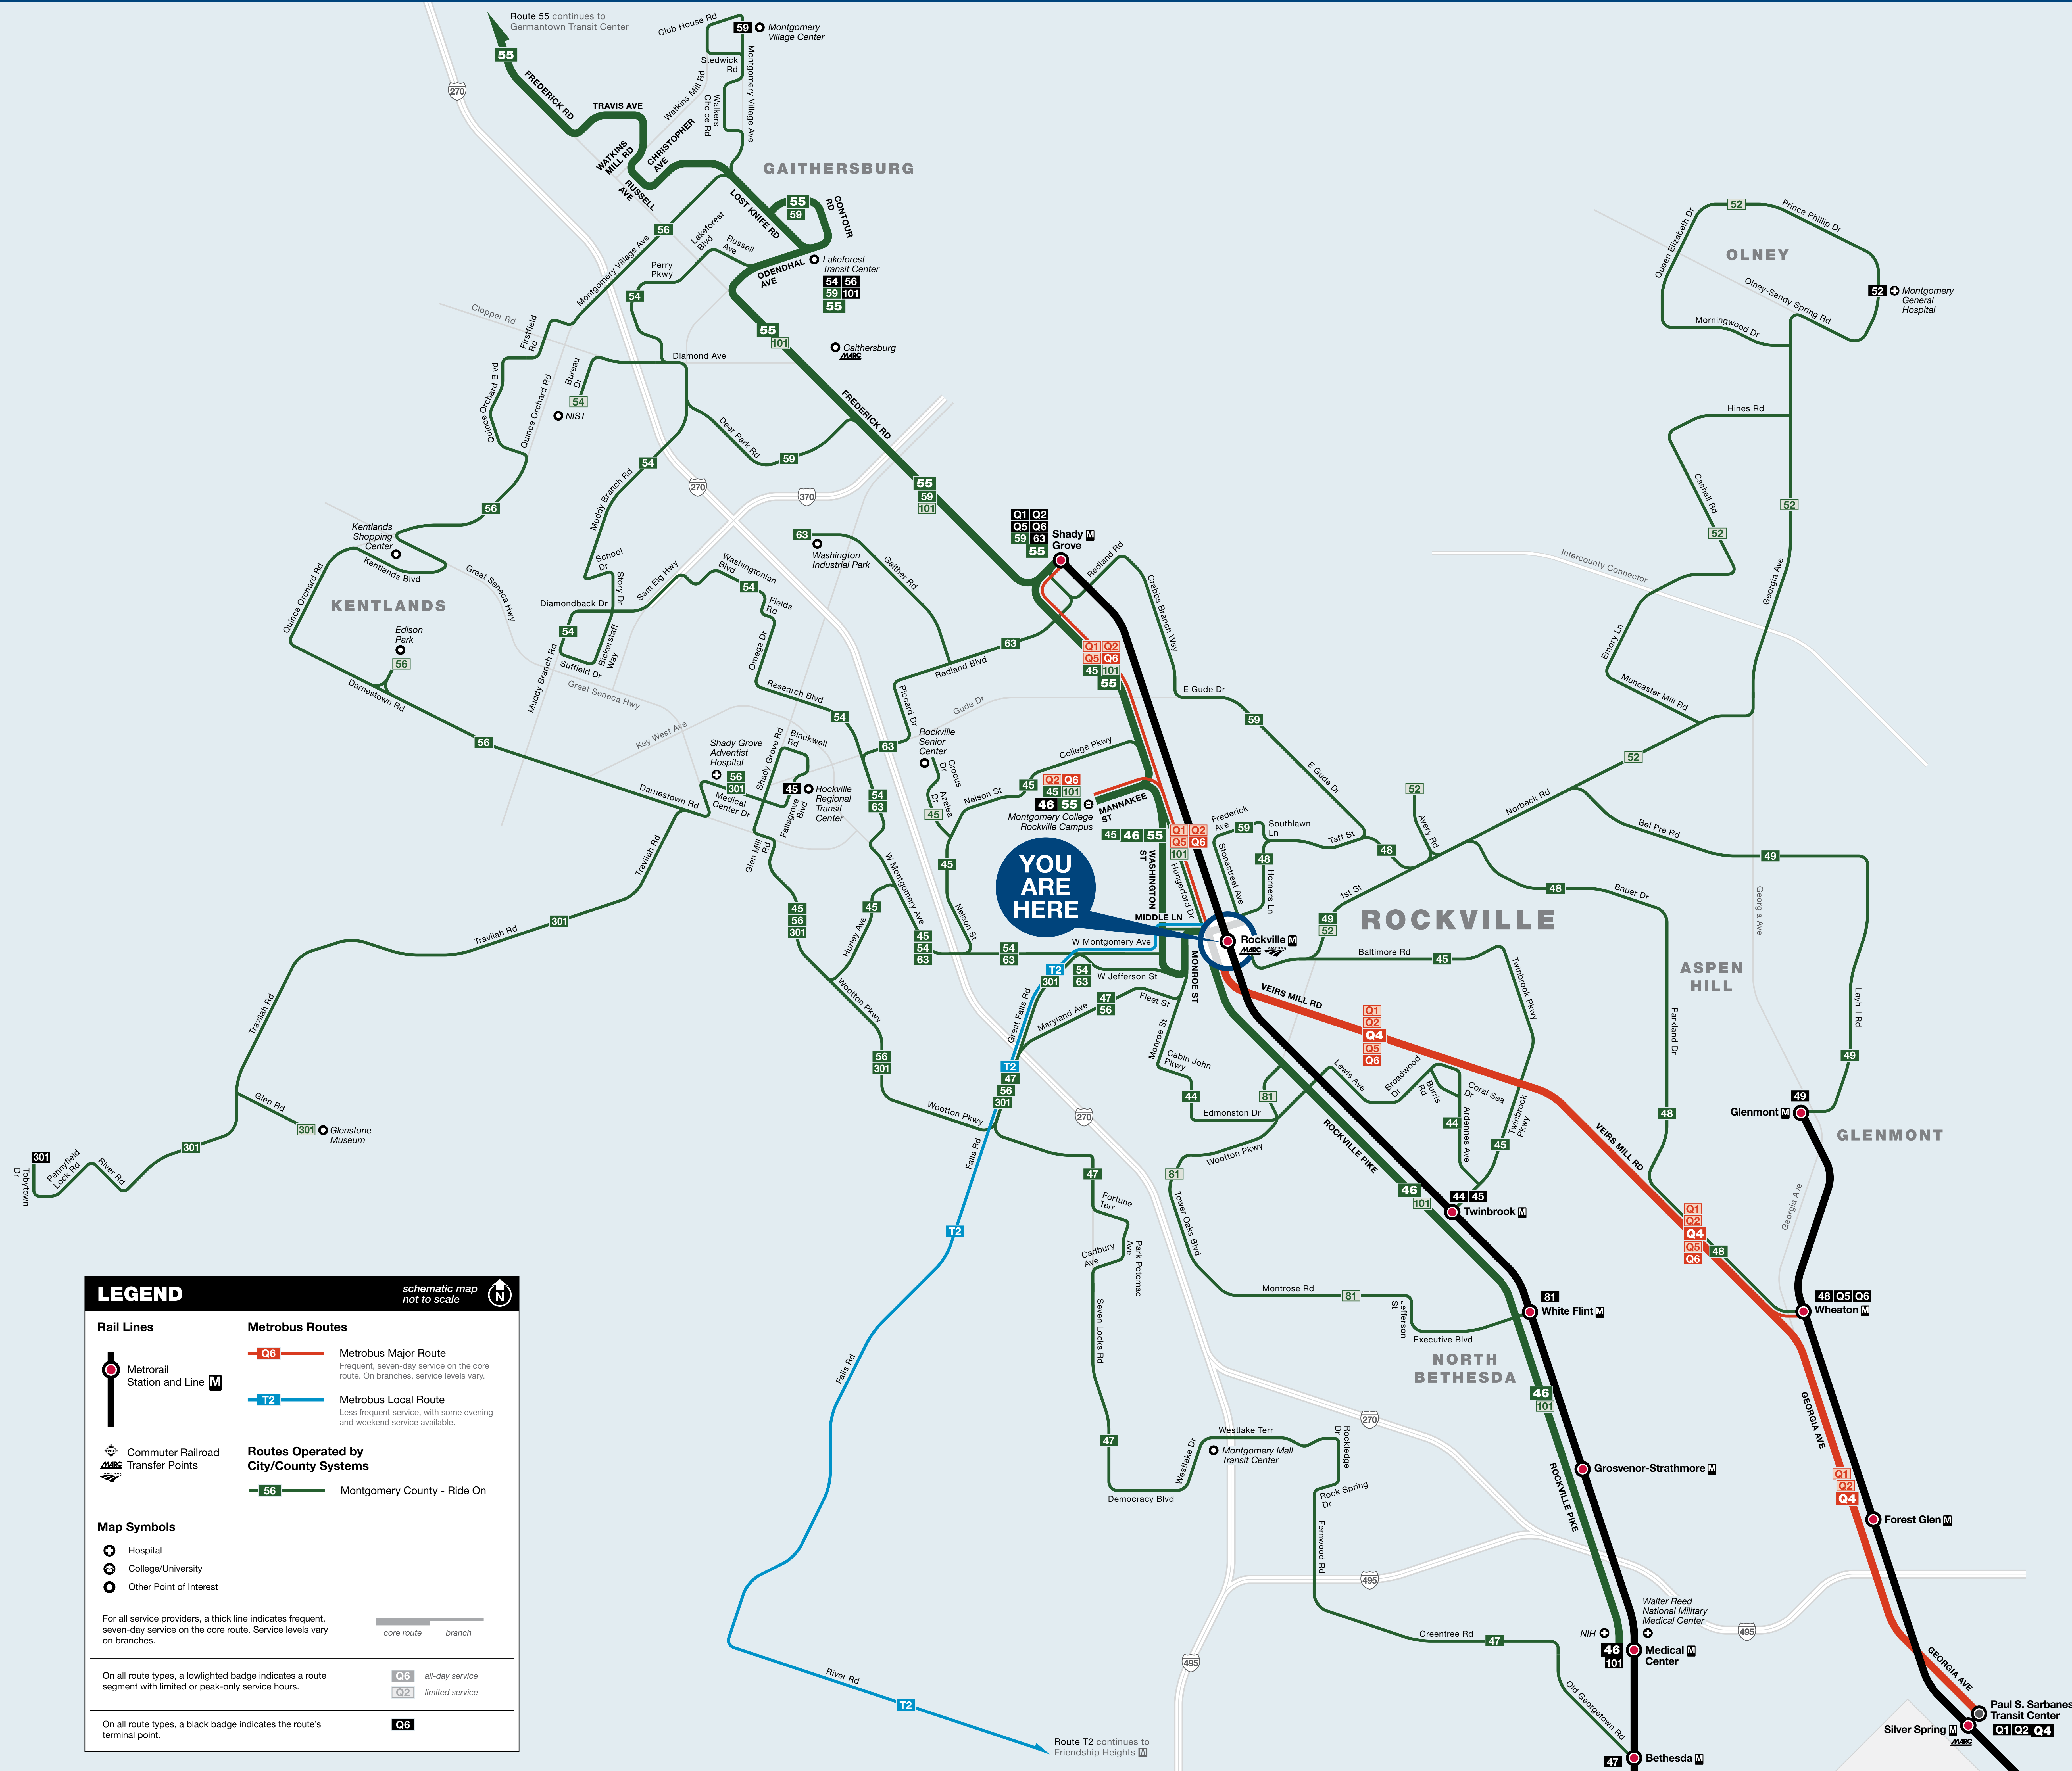 Route 55 continues to
Germantown Transit Center
55
270
FREDERICK RD
TRAVIS AVE
WATKINS
MILL RD
Watkins Mill Rd
CHRISTOPHER
AVE
RUSSELL
AVE
Club House Rd
59
Montgomery
Village Center
Stedwick
Rd
Walkers
Choice Rd
Montgomery Village Ave
GAITHERSBURG
LOST KNIFE RD
55
59
CONTOUR
RD
56
Montgomery Village Ave
Lakeforest
Blvd
Russell
Ave
Perry
Pkwy
54
ODENDHAL
AVE
Lakeforest
Transit Center
54 56
59 101
55
55
101
Gaithersburg
MARC
Clopper Rd
Firstfield
Rd
Bureau
Dr
54
NIST
Diamond Ave
Quince Orchard Blvd
Quince Orchard Rd
FREDERICK RD
Deer Park Rd
59
54
Muddy Branch Rd
270
370
55
59
101
56
Kentlands
Shopping
Center
Kentlands Blvd
Great Seneca Hwy
Quince Orchard Rd
KENTLANDS
Edison
Park
56
Darnestown Rd
56
School
Dr
Story Dr
Diamondback Dr
54
Bickerstaff
Way
Suffield Dr
Muddy Branch Rd
Great Seneca Hwy
Sam Eig Hwy
Washingtonian
Blvd
54
Fields
Rd
Omega Dr
Research Blvd
54
Key West Ave
63
Washington
Industrial Park
Gaither Rd
Q1 Q2
Q5 Q6
59 63
55
Shady M
Grove
Redland Rd
Crabbs Branch Way
63
Redland Blvd
Piccard Dr
Gude Dr
63
Q1 Q2
Q5 Q6
45 101
55
E Gude Dr
59
E Gude Dr
Shady Grove
Adventist
Hospital
56
301
Medical
Center Dr
Darnestown Rd
Shady Grove Rd
Blackwell
Rd
45
Rockville
Regional
Transit
Center
Fallsgrove
Blvd
Glen Mill
Rd
54
63
Rockville
Senior
Center
Crocus
Dr
Azalea
Dr
45
Nelson St
45
College Pkwy
Q2 Q6
45 101
46 55
Montgomery College
Rockville Campus
MANNAKEE
ST
45 46 55
WASHINGTON
ST
Q1 Q2
Q5 Q6
101
Hungerford Dr
Frederick
Ave
59
Southlawn
Ln
Stonestreet Ave
48
Horners Ln
Taft St
48
52
Avery Rd
YOU
ARE
HERE
MIDDLE LN
Rockville M
MARC
ROCKVILLE
1st St
49
52
Baltimore Rd
45
Twinbrook Pkwy
Norbeck Rd
52
Bel Pre Rd
49
48
Bauer Dr
Georgia Ave
ASPEN
HILL
Parkland Dr
Layhill Rd
49
48
49
Glenmont M
GLENMONT
Georgia Ave
52
Prince Phillip Dr
Queen Elizabeth Dr
OLNEY
Olney-Sandy Spring Rd
52
Montgomery
General
Hospital
Morningwood Dr
Hines Rd
Cashell Rd
52
52
Georgia Ave
Intercounty Connector
Emory Ln
Muncaster Mill Rd
Travilah Rd
301
Travilah Rd
Travilah Rd
Glen Rd
301
Glenstone
Museum
301
301
Tobytown
Dr
Pennyfield
Lock Rd
River Rd
45
56
301
45
Hurley Ave
W Montgomery Ave
45
54
63
45
Nelson St
54
63
W Montgomery Ave
T2
301
54
63
W Jefferson St
MONROE ST
47
56
Fleet St
Maryland Ave
Great Falls Rd
Wootton Pkwy
56
301
T2
47
56
301
Wootton Pkwy
Falls Rd
T2
Falls Rd
270
Monroe St
Cabin John
Pkwy
44
Edmonston Dr
81
Wootton Pkwy
81
Tower Oaks Blvd
47
Fortune
Terr
Park Potomac
Ave
Cadbury
Ave
Seven Locks Rd
47
Democracy Blvd
Westlake Dr
Westlake Terr
Montgomery Mall
Transit Center
Rockledge
Dr
Rock Spring
Dr
Fernwood Rd
VEIRS MILL RD
Q1
Q2
Q4
Q5
Q6
Lewis Ave
Broadwood
Dr
Burris
Rd
Coral Sea
Dr
44
Ardennes Ave
Twinbrook
Pkwy
45
ROCKVILLE PIKE
46
101
44 45
Twinbrook M
VEIRS MILL RD
Q1
Q2
Q4
Q5
Q6
48
48 Q5 Q6
Wheaton M
Montrose Rd
81
Jefferson
St
Executive Blvd
81
White Flint M
NORTH
BETHESDA
46
101
270
ROCKVILLE PIKE
Grosvenor-Strathmore M
GEORGIA AVE
Q1
Q2
Q4
Forest Glen M
495
495
495
Greentree Rd
47
Old Georgetown Rd
Walter Reed
National Military
Medical Center
NIH
46
101
Medical M
Center
47
Bethesda M
GEORGIA AVE
Paul S. Sarbanes
Transit Center
Q1 Q2 Q4
Silver Spring M
MARC
River Rd
T2
Route T2 continues to
Friendship Heights M
LEGEND
schematic map
not to scale
N
Rail Lines
Metrorail
Station and Line M
Commuter Railroad
MARC Transfer Points
Metrobus Routes
Q6
Metrobus Major Route
Frequent, seven-day service on the core
route. On branches, service levels vary.
T2
Metrobus Local Route
Less frequent service, with some evening
and weekend service available.
Routes Operated by
City/County Systems
56
Montgomery County - Ride On
Map Symbols
Hospital
College/University
Other Point of Interest
For all service providers, a thick line indicates frequent,
seven-day service on the core route. Service levels vary
on branches.
core route branch
On all route types, a lowlighted badge indicates a route
segment with limited or peak-only service hours.
Q6 all-day service
Q2 limited service
On all route types, a black badge indicates the route's
terminal point.
Q6